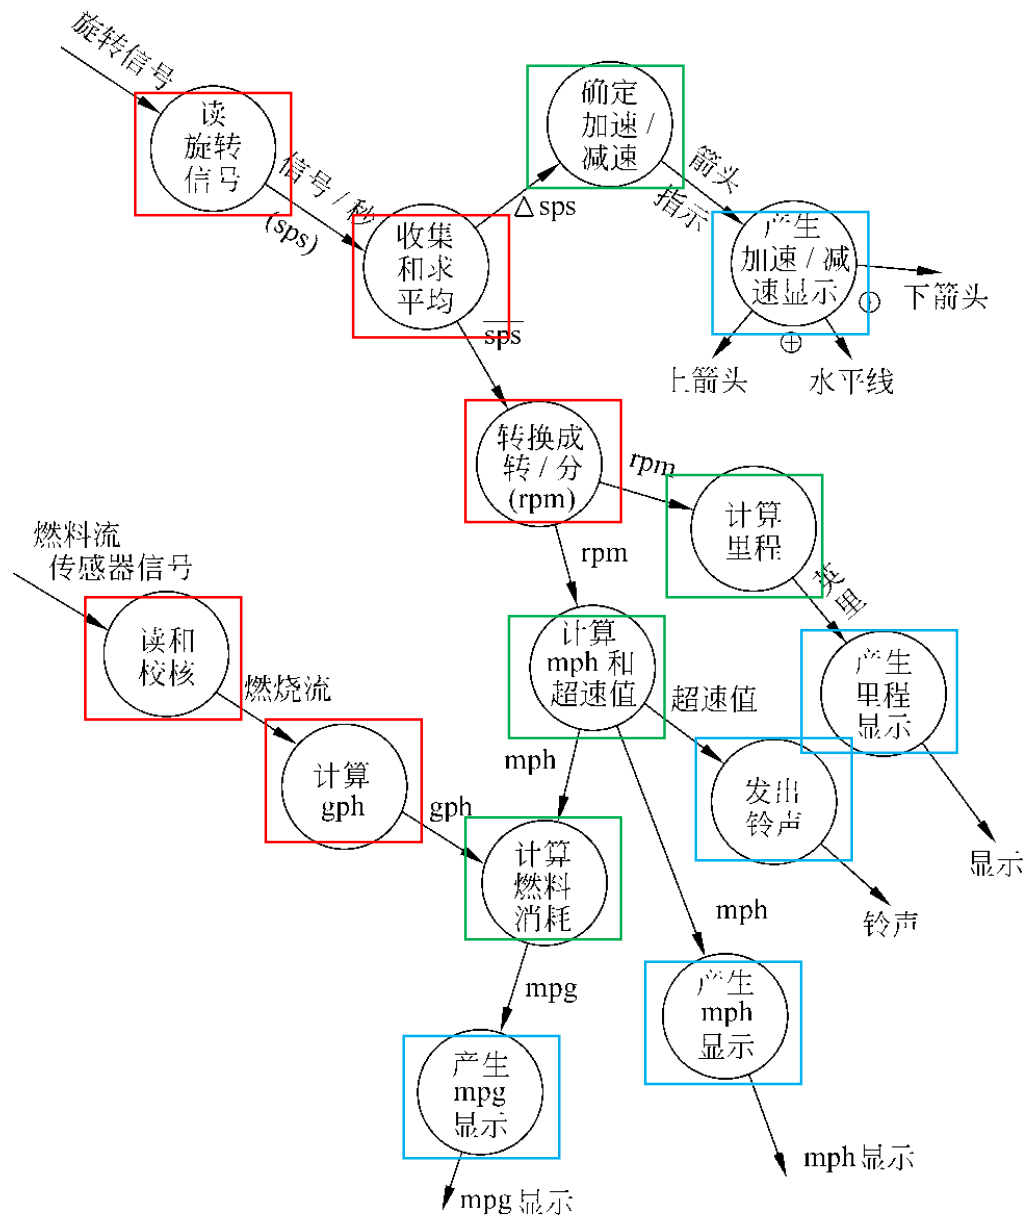 旋转信号
读
旋转
信号
信号/秒
(sps)
收集
和求
平均
△sps
确定
加速/
减速
箭头
指示
产生
加速/减
速显示
下箭头
上箭头
水平线
sps
转换成
转/分
(rpm)
rpm
计算
里程
英里
产生
里程
显示
显示
rpm
计算
mph和
超速值
超速值
发出
铃声
铃声
燃料流
传感器信号
读和
校核
燃烧流
计算
gph
gph
mph
计算
燃料
消耗
mph
产生
mph
显示
mph显示
mpg
产生
mpg
显示
mpg显示